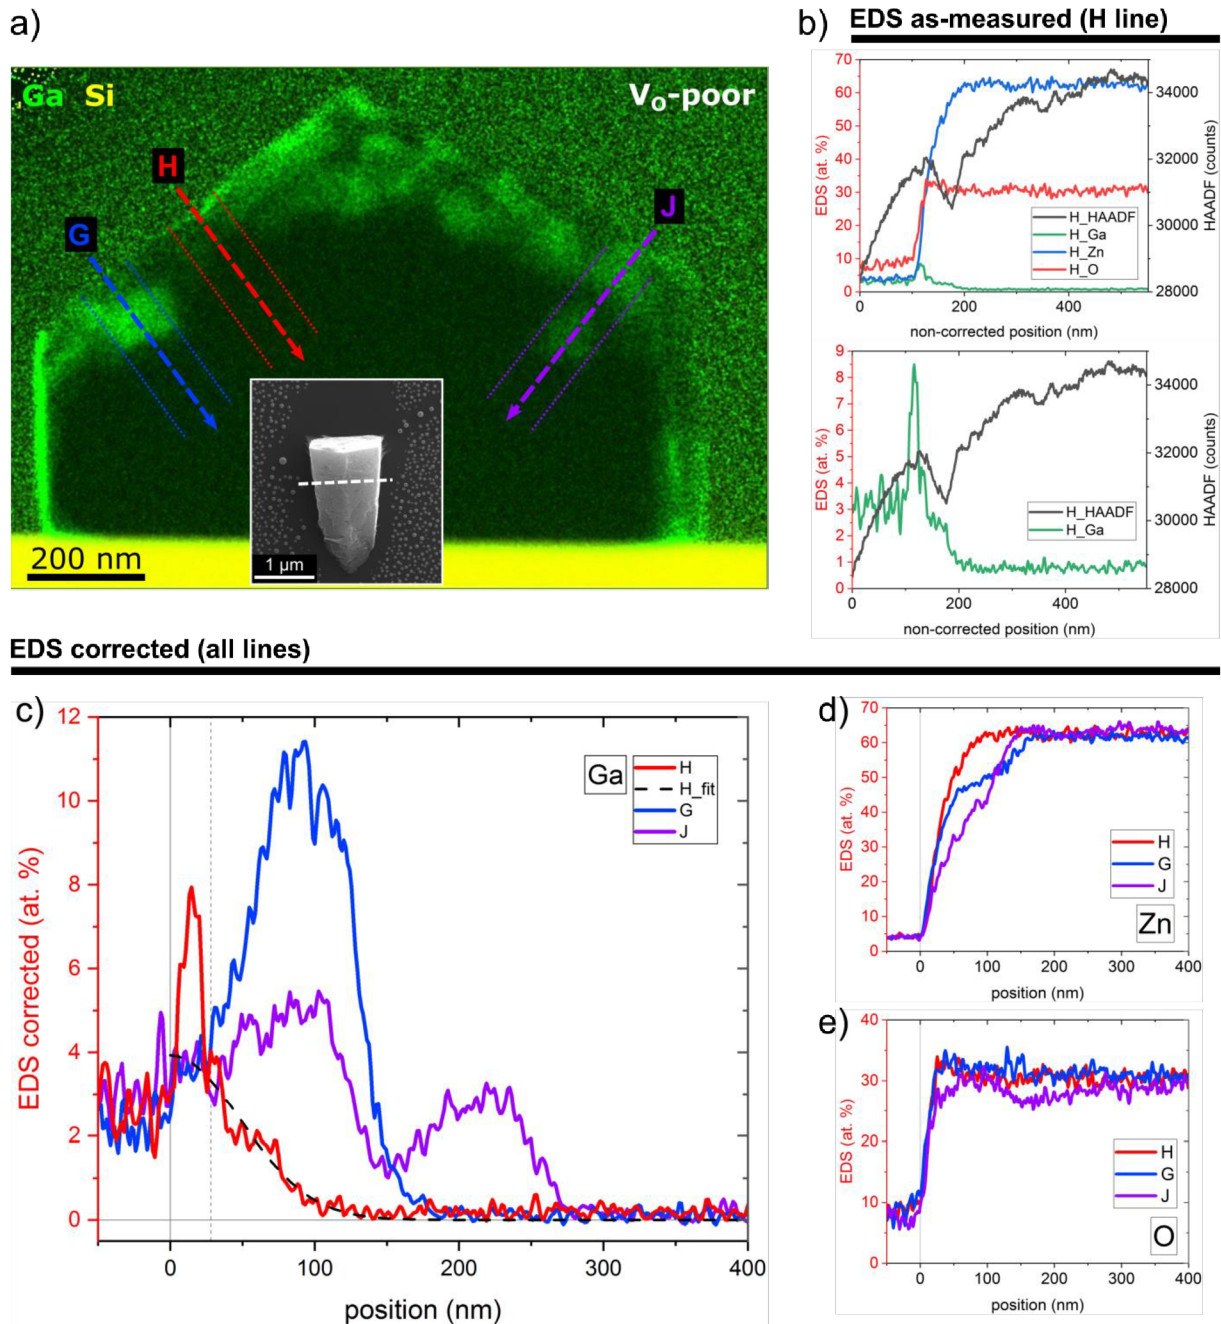 a)
Ga Si
V₀-poor
H
G
J
200 nm
1 µm
b) EDS as-measured (H line)
70
60
50
40
30
20
10
0
EDS (at. %)
34000
32000
30000
28000
HAADF (counts)
H_HAADF
H_Ga
H_Zn
H_O
0 200 400
non-corrected position (nm)
9
8
7
6
5
4
3
2
1
0
EDS (at. %)
34000
32000
30000
28000
HAADF (counts)
H_HAADF
H_Ga
0 200 400
non-corrected position (nm)
EDS corrected (all lines)
c)
12
10
8
6
4
2
0
EDS corrected (at. %)
Ga
H
H_fit
G
J
0 100 200 300 400
position (nm)
d)
70
60
50
40
30
20
10
0
EDS (at. %)
H
G
J
Zn
0 100 200 300 400
position (nm)
e)
40
30
20
10
0
EDS (at. %)
H
G
J
O
0 100 200 300 400
position (nm)